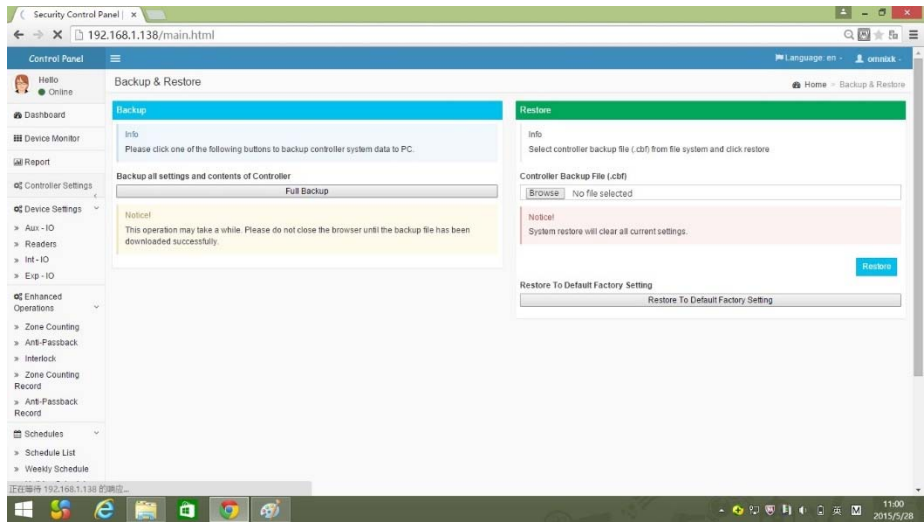 Security Control Panel |
192.168.1.138/main.html
Control Panel
Language: en
omnixk
Hello
Online
Backup & Restore
Home > Backup & Restore
Dashboard
Device Monitor
Report
Controller Settings
Device Settings
» Aux - IO
» Readers
» Int - IO
» Exp - IO
Enhanced
Operations
» Zone Counting
» Anti-Passback
» Interlock
» Zone Counting
Record
» Anti-Passback
Record
Schedules
» Schedule List
» Weekly Schedule
Backup
Info
Please click one of the following buttons to backup controller system data to PC.
Backup all settings and contents of Controller
Full Backup
Notice!
This operation may take a while. Please do not close the browser until the backup file has been
downloaded successfully.
Restore
Info
Select controller backup file (.cbf) from file system and click restore
Controller Backup File (.cbf)
Browse No file selected
Notice!
System restore will clear all current settings.
Restore
Restore To Default Factory Setting
Restore To Default Factory Setting
正在等待 192.168.1.138 的响应...
英
M
11:00
2015/5/28